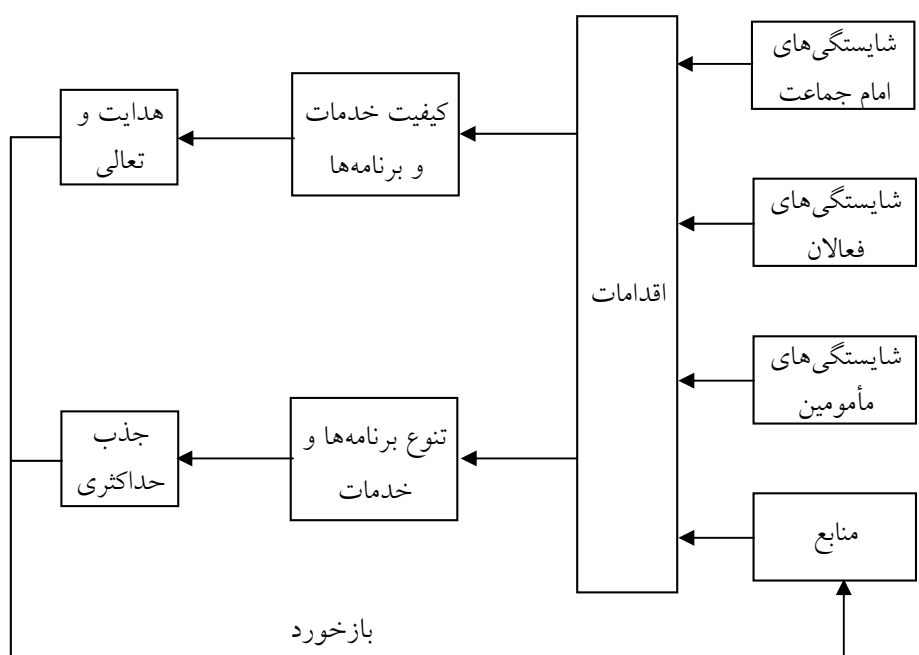 شایستگی‌های
امام جماعت
شایستگی‌های
فعالان
شایستگی‌های
مأمومین
منابع
اقدامات
کیفیت خدمات
و برنامه‌ها
تنوع برنامه‌ها و
خدمات
هدایت و
تعالی
جذب
حداکثری
بازخورد